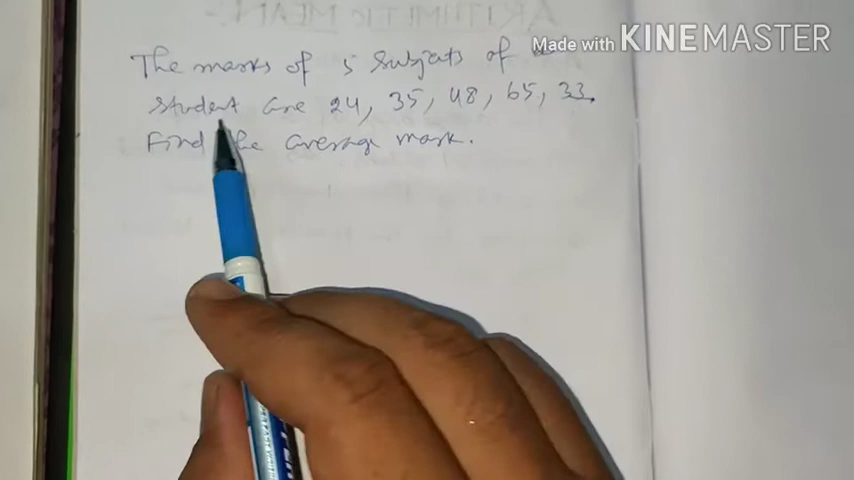 The marks of 5 Subjects of a
Made with KINEMASTER
Student are 24, 35, 48, 65, 33.
Find the average mark.